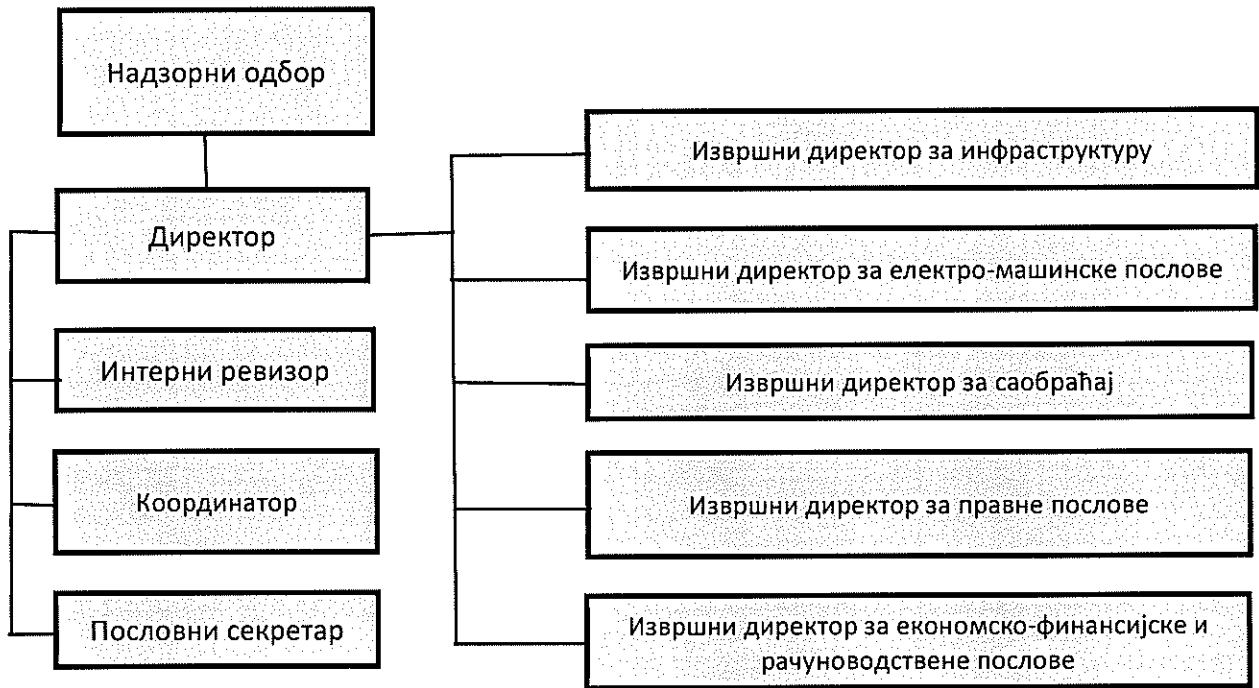 Надзорни одбор
Директор
Интерни ревизор
Координатор
Пословни секретар
Извршни директор за инфраструктуру
Извршни директор за електро-машинске послове
Извршни директор за саобраћај
Извршни директор за правне послове
Извршни директор за економско-финансијске и
рачуноводствене послове